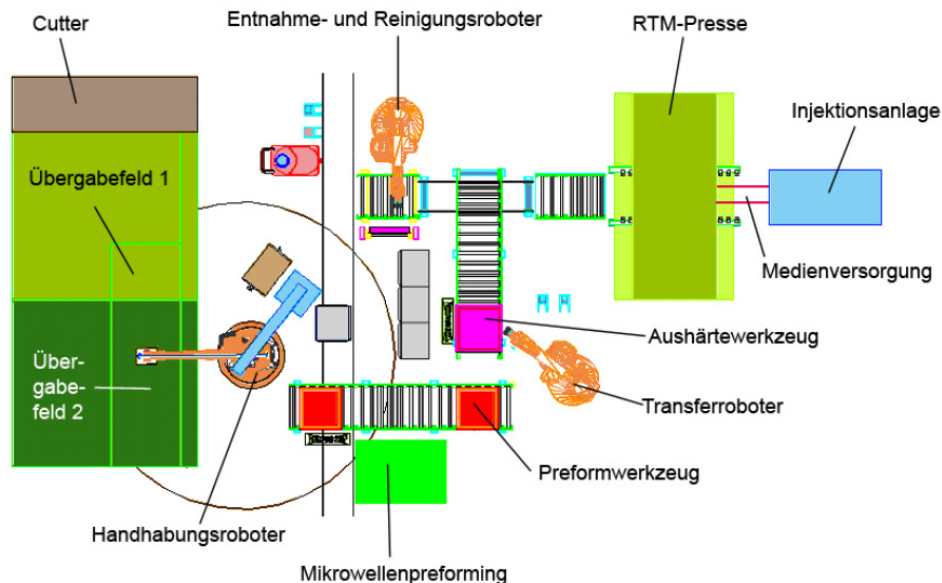 Cutter
Entnahme- und Reinigungsroboter
RTM-Presse
Injektionsanlage
Übergabefeld 1
Medienversorgung
Aushärtewerkzeug
Über-
gabe-
feld 2
Transferroboter
Preformwerkzeug
Handhabungsroboter
Mikrowellenpreforming